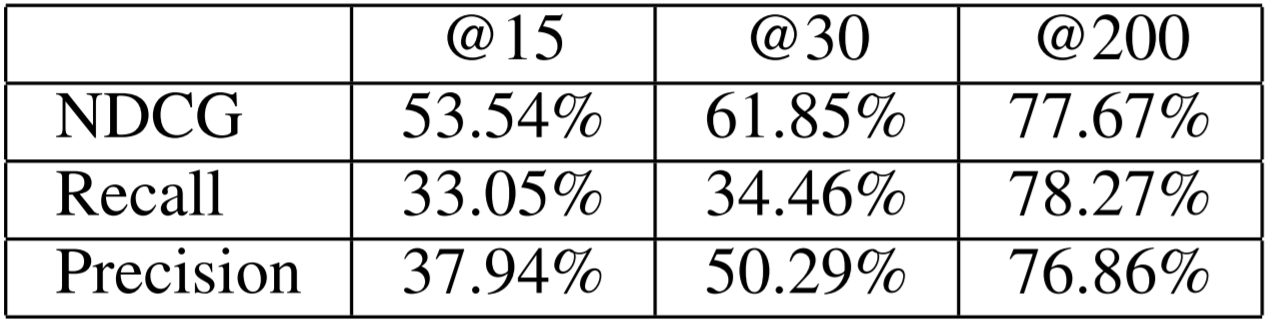 @15 @30 @200
NDCG 53.54% 61.85% 77.67%
Recall 33.05% 34.46% 78.27%
Precision 37.94% 50.29% 76.86%